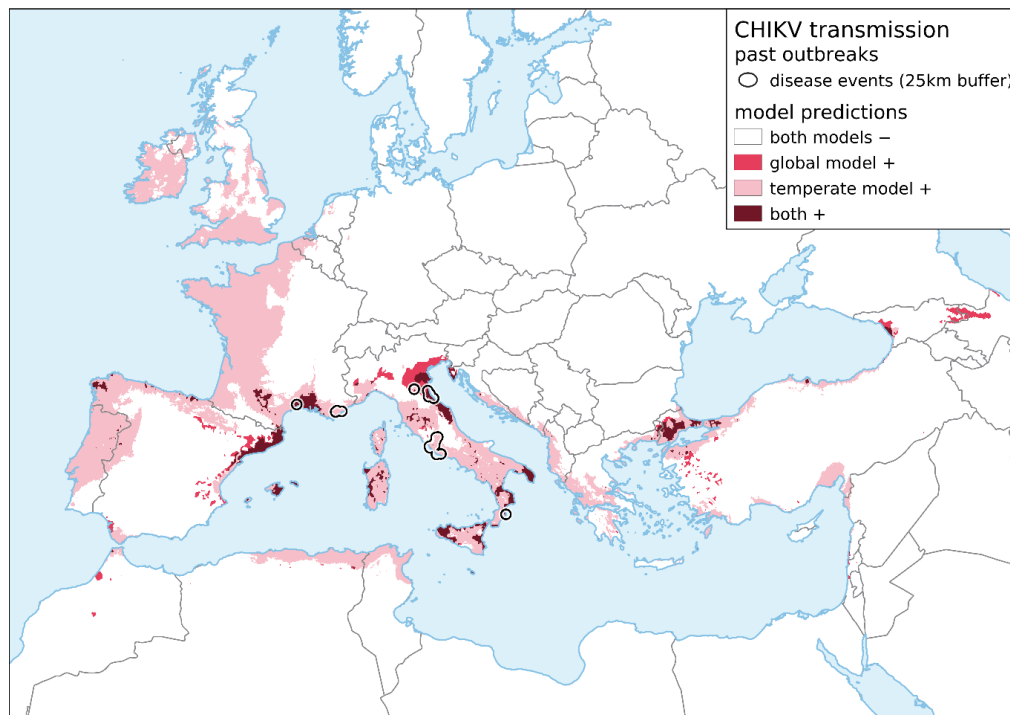 CHIKV transmission
past outbreaks
disease events (25km buffer)
model predictions
both models −
global model +
temperate model +
both +